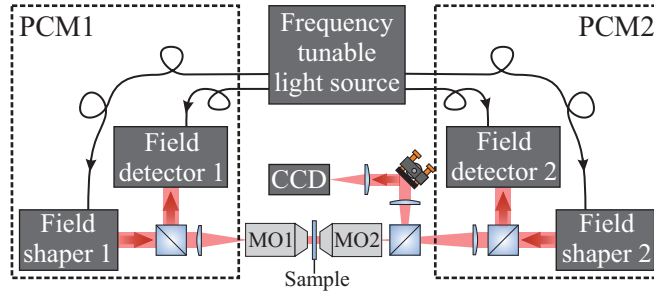 PCM1
Frequency
tunable
light source
PCM2
Field
detector 1
Field
detector 2
CCD
Field
shaper 1
MO1
MO2
Field
shaper 2
Sample